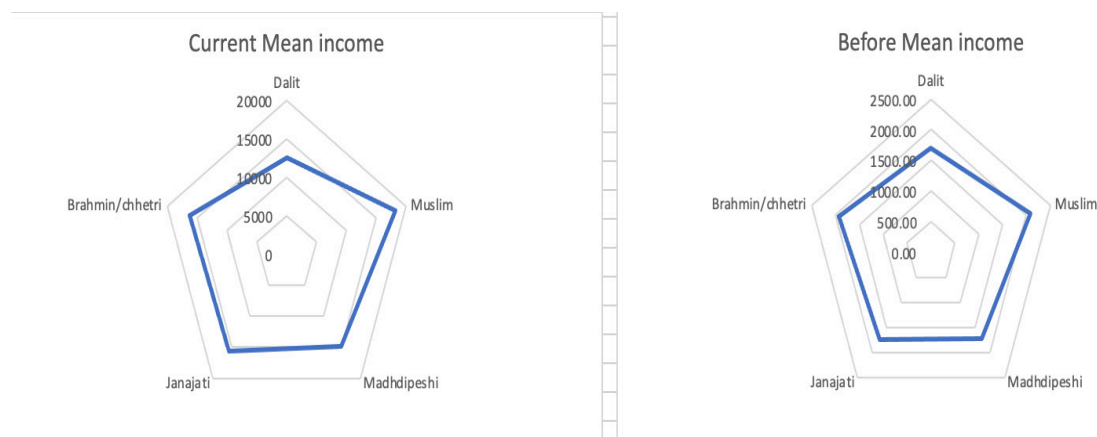 Current Mean income
Dalit
20000
15000
10000
5000
0
Brahmin/chhetri
Muslim
Janajati
Madhdipeshi
Before Mean income
Dalit
2500.00
2000.00
1500.00
1000.00
500.00
0.00
Brahmin/chhetri
Muslim
Janajati
Madhdipeshi